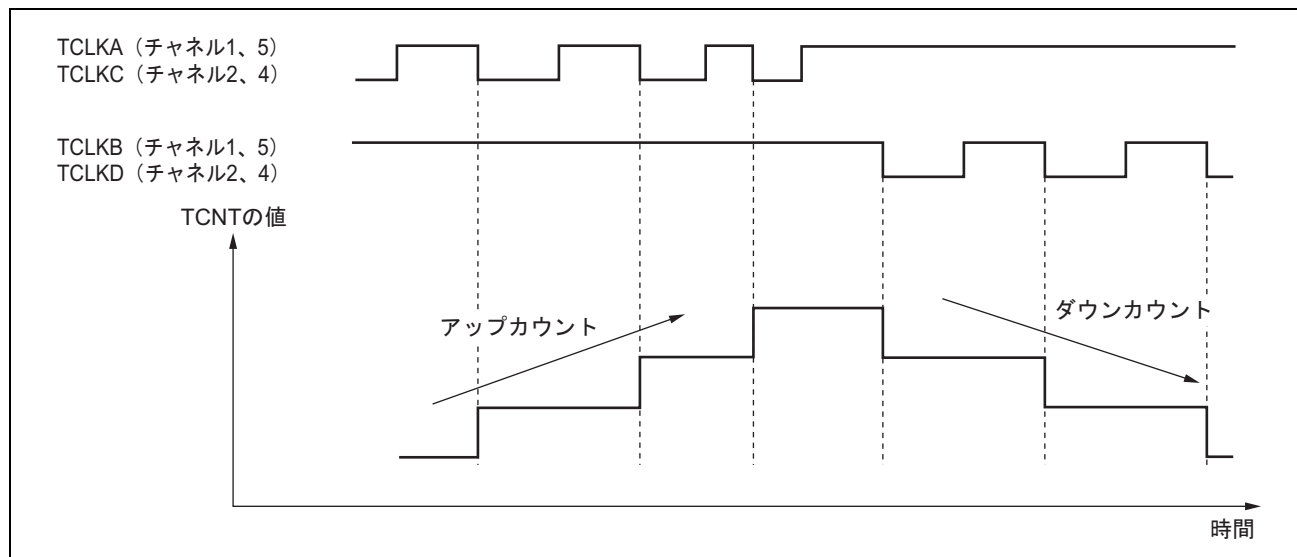 TCLKA（チャネル1、5）
TCLKC（チャネル2、4）
TCLKB（チャネル1、5）
TCLKD（チャネル2、4）
TCNTの値
アップカウント
ダウンカウント
時間